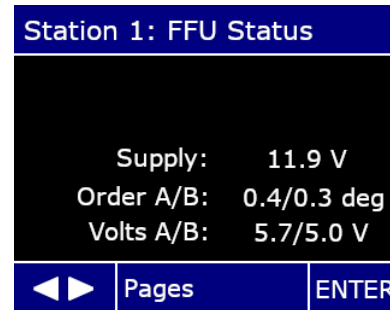 Station 1: FFU Status
Supply: 11.9 V
Order A/B: 0.4/0.3 deg
Volts A/B: 5.7/5.0 V
Pages ENTER